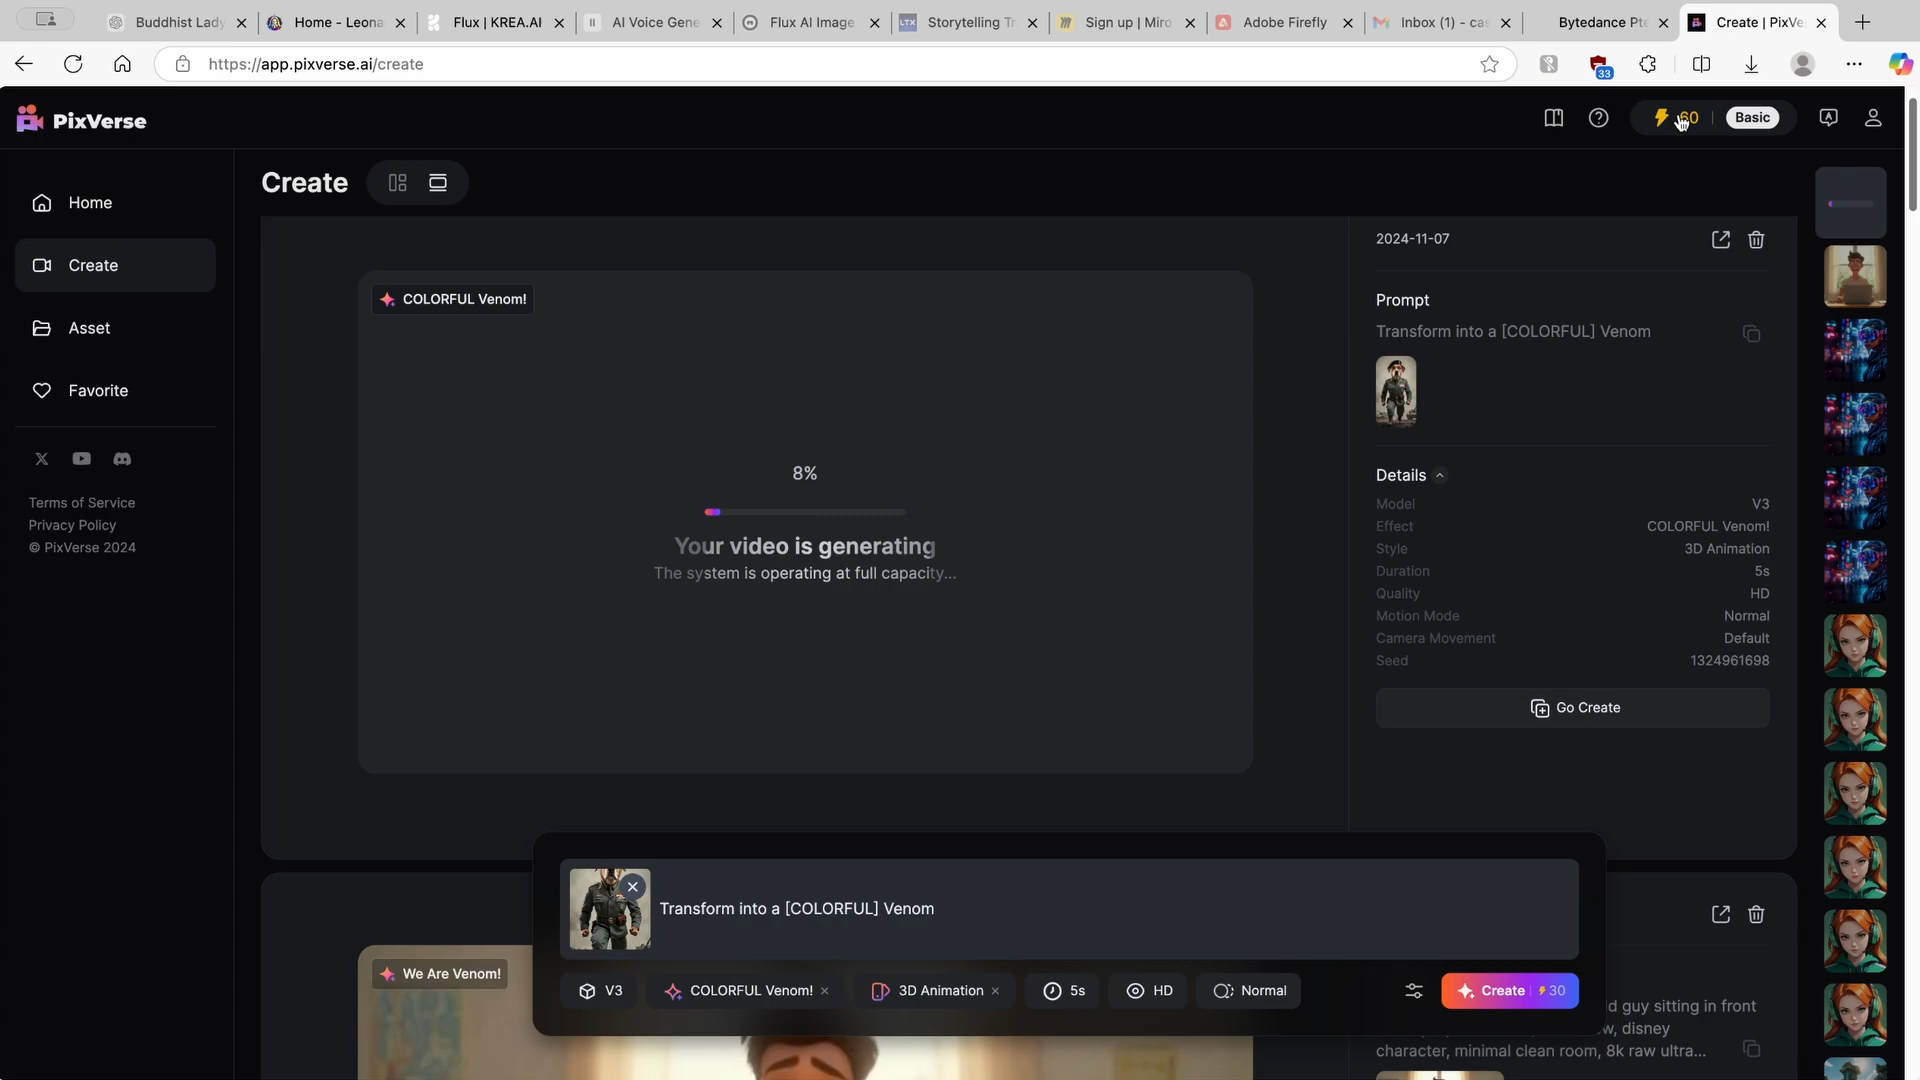 Buddhist Lady
Home - Leona
Flux | KREA.AI
AI Voice Gene
Flux AI Image
LTX
Storytelling Tr
Sign up | Miro
Adobe Firefly
Inbox (1) - cas
Bytedance Pte
Create | PixVe
https://app.pixverse.ai/create
33
PixVerse
60
Basic
Home
Create
Asset
Favorite
Terms of Service
Privacy Policy
© PixVerse 2024
Create
COLORFUL Venom!
8%
Your video is generating
The system is operating at full capacity...
2024-11-07
Prompt
Transform into a [COLORFUL] Venom
Details
Model V3
Effect COLORFUL Venom!
Style 3D Animation
Duration 5s
Quality HD
Motion Mode Normal
Camera Movement Default
Seed 1324961698
Go Create
We Are Venom!
Transform into a [COLORFUL] Venom
V3
COLORFUL Venom!
3D Animation
5s
HD
Normal
Create 30
guy sitting in front
disney
character, minimal clean room, 8k raw ultra...